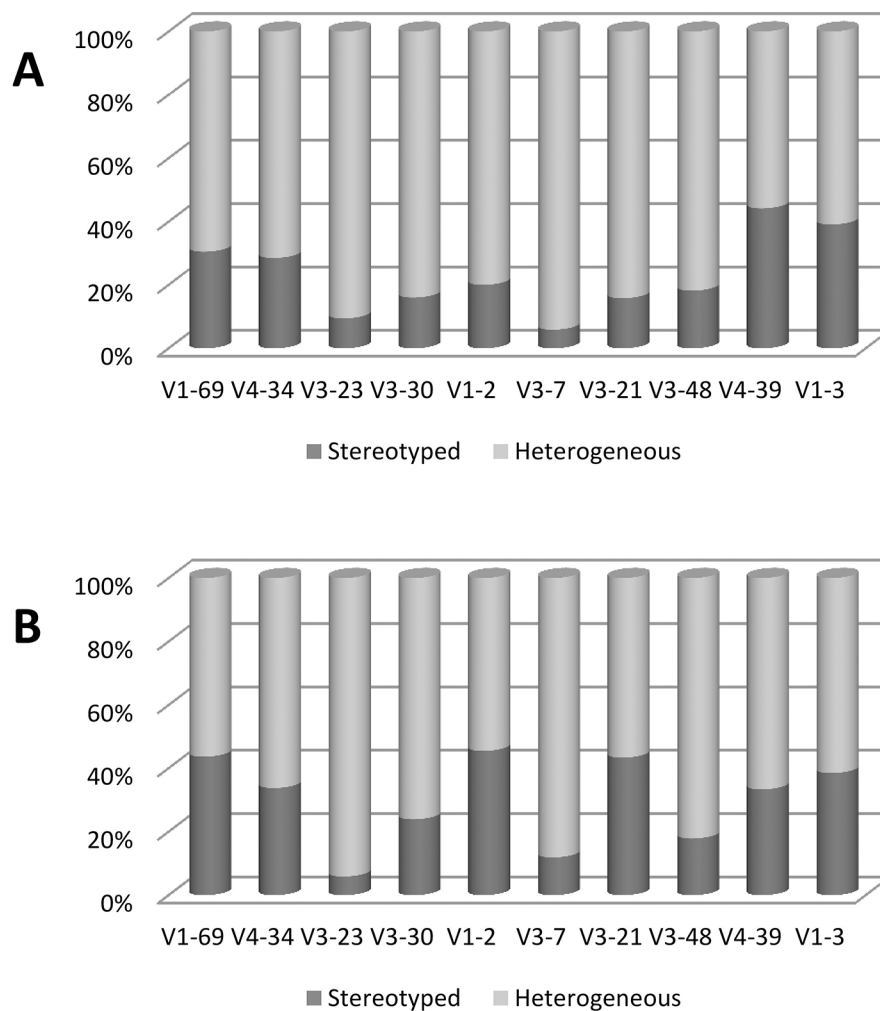 A
100%
80%
60%
40%
20%
0%
V1-69 V4-34 V3-23 V3-30 V1-2 V3-7 V3-21 V3-48 V4-39 V1-3
Stereotyped Heterogeneous
B
100%
80%
60%
40%
20%
0%
V1-69 V4-34 V3-23 V3-30 V1-2 V3-7 V3-21 V3-48 V4-39 V1-3
Stereotyped Heterogeneous